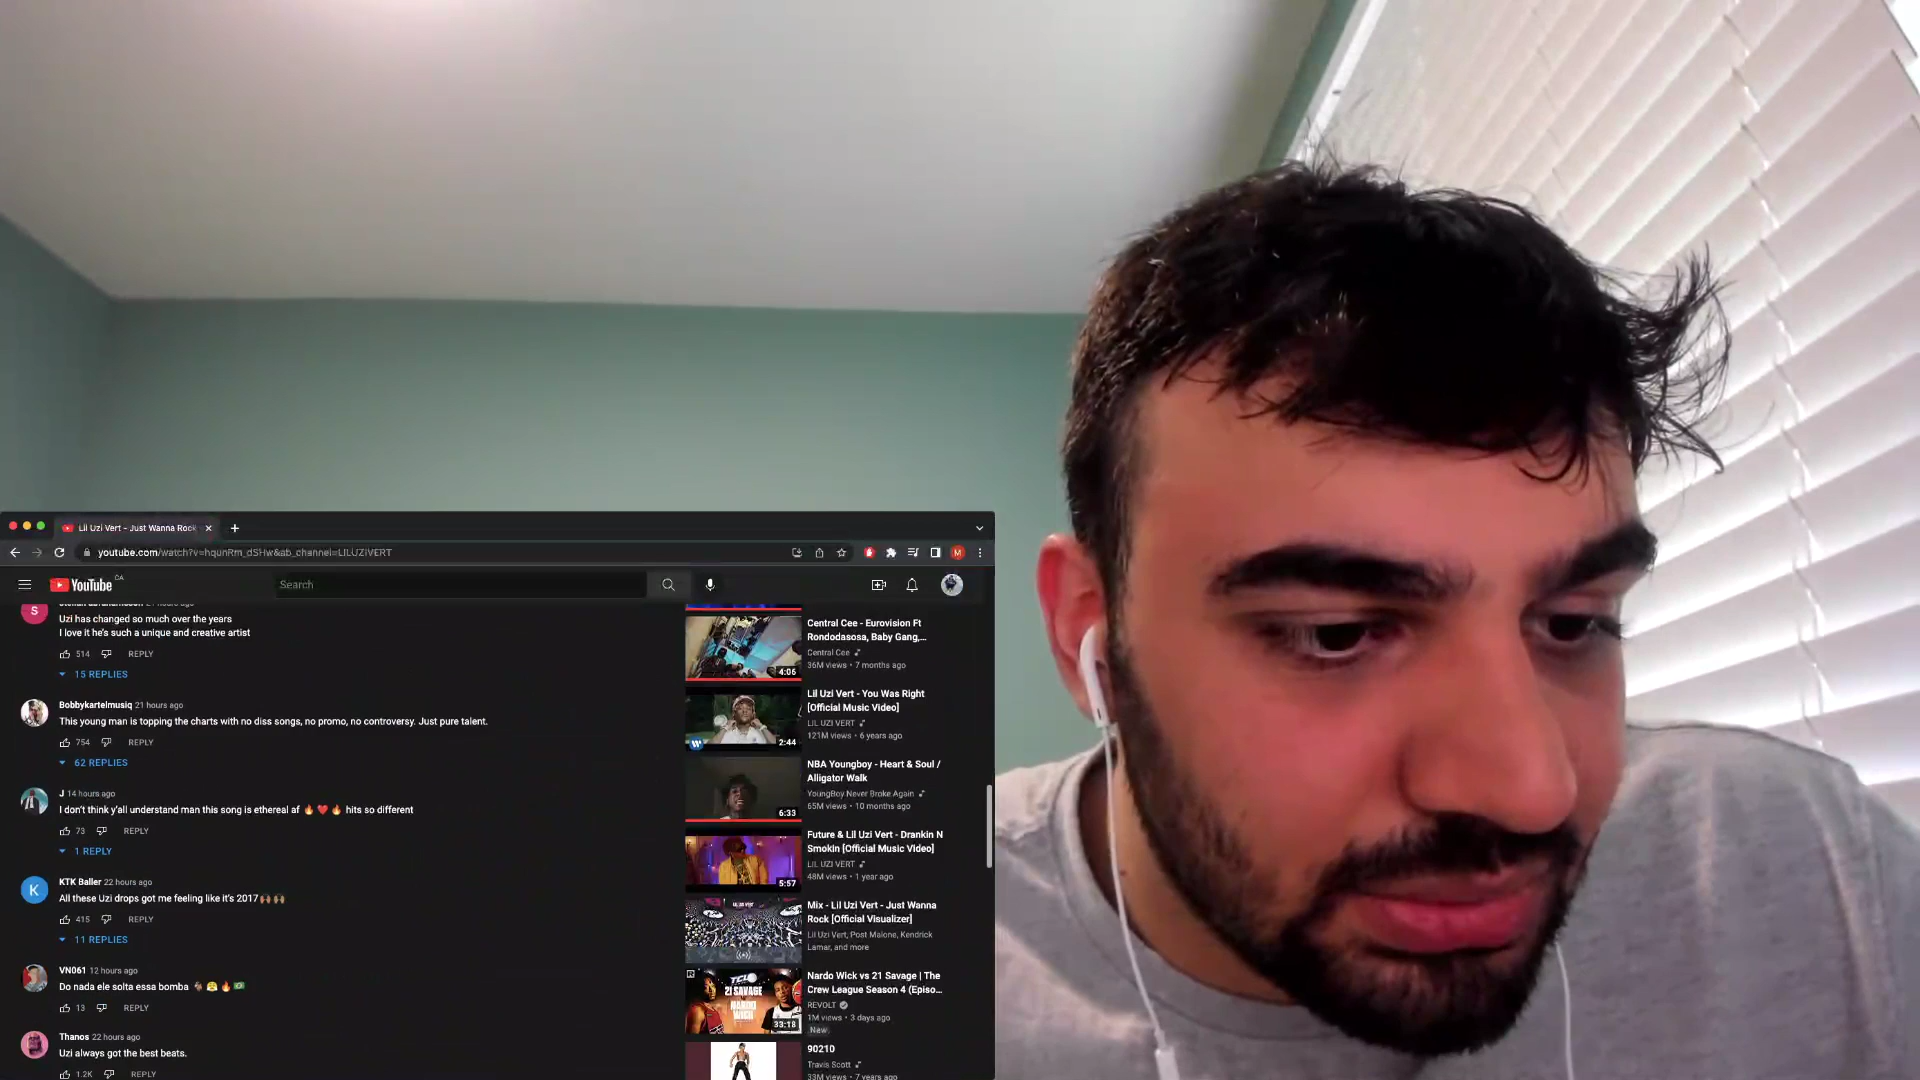 Lil Uzi Vert - Just Wanna Rock
youtube.com/watch?v=hqunRm_dSHw&ab_channel=LILUZIVERT
M
YouTube CA
Search
S
Uzi has changed so much over the years
I love it he's such a unique and creative artist
514 REPLY
15 REPLIES
Bobbykartelmusiq 21 hours ago
This young man is topping the charts with no diss songs, no promo, no controversy. Just pure talent.
754 REPLY
62 REPLIES
J 14 hours ago
I don't think y'all understand man this song is ethereal af 🔥❤️🔥 hits so different
73 REPLY
1 REPLY
K
KTK Baller 22 hours ago
All these Uzi drops got me feeling like it's 2017🙌🏾🙌🏾
415 REPLY
11 REPLIES
VN061 12 hours ago
Do nada ele solta essa bomba
13 REPLY
Thanos 22 hours ago
Uzi always got the best beats.
1.2K REPLY
4:06
Central Cee - Eurovision Ft
Rondodasosa, Baby Gang,...
Central Cee
36M views • 7 months ago
2:44
Lil Uzi Vert - You Was Right
[Official Music Video]
LIL UZI VERT
121M views • 6 years ago
6:33
NBA Youngboy - Heart & Soul /
Alligator Walk
YoungBoy Never Broke Again
65M views • 10 months ago
5:57
Future & Lil Uzi Vert - Drankin N
Smokin [Official Music Video]
LIL UZI VERT
48M views • 1 year ago
Mix - Lil Uzi Vert - Just Wanna
Rock [Official Visualizer]
Lil Uzi Vert, Post Malone, Kendrick
Lamar, and more
21 SAVAGE
NARDO
WICK
33:18
Nardo Wick vs 21 Savage | The
Crew League Season 4 (Episo...
REVOLT
1M views • 3 days ago
New
90210
Travis Scott
33M views • 7 years ago